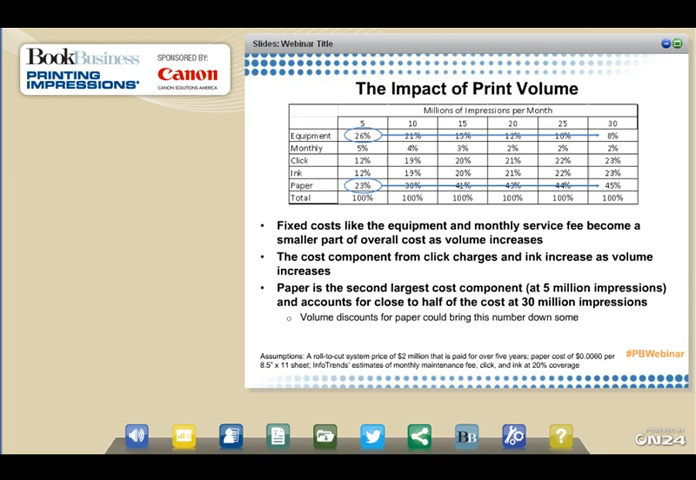 BookBusiness
PRINTING
IMPRESSIONS
SPONSORED BY:
Canon
CANON SOLUTIONS AMERICA
Slides: Webinar Title
The Impact of Print Volume
Millions of Impressions per Month
5 10 15 20 25 30
Equipment 26% 21% 15% 12% 10% 8%
Monthly 5% 4% 3% 2% 2% 2%
Click 12% 19% 20% 21% 22% 23%
Ink 12% 19% 20% 21% 22% 23%
Paper 23% 38% 41% 43% 44% 45%
Total 100% 100% 100% 100% 100% 100%
• Fixed costs like the equipment and monthly service fee become a
smaller part of overall cost as volume increases
• The cost component from click charges and ink increase as volume
increases
• Paper is the second largest cost component (at 5 million impressions)
and accounts for close to half of the cost at 30 million impressions
○ Volume discounts for paper could bring this number down some
Assumptions: A roll-to-cut system price of $2 million that is paid for over five years; paper cost of $0.0060 per
8.5" x 11 sheet; InfoTrends' estimates of monthly maintenance fee, click, and ink at 20% coverage
#PBWebinar
BB
?
POWERED BY
ON24